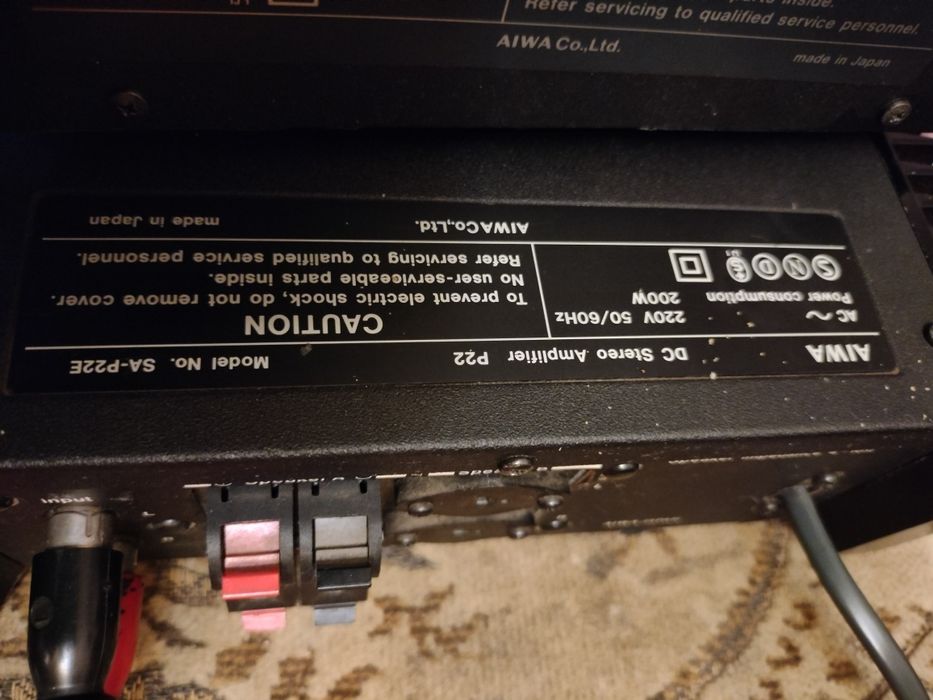 Refer servicing to qualified service personnel.
AIWA Co.,Ltd.
made in Japan
AIWA DC Stereo Amplifier P22 Model No. SA-P22E
AC ~ 220V 50/60Hz
Power consumption 200W
S N D S
CAUTION
To prevent electric shock, do not remove cover.
No user-serviceable parts inside.
Refer servicing to qualified service personnel.
AIWA Co.,Ltd.
made in Japan
Input
L